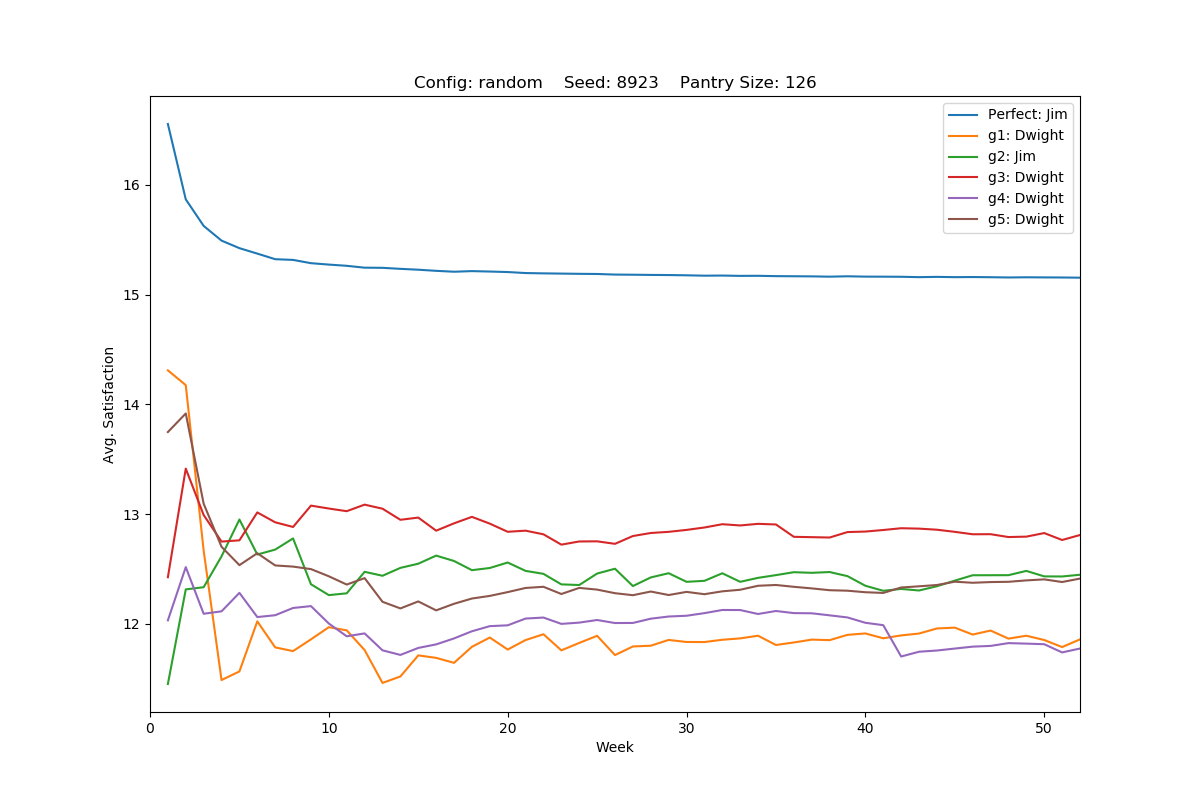 Config: random    Seed: 8923    Pantry Size: 126
Perfect: Jim
g1: Dwight
g2: Jim
g3: Dwight
g4: Dwight
g5: Dwight
Avg. Satisfaction
16
15
14
13
12
0 10 20 30 40 50
Week